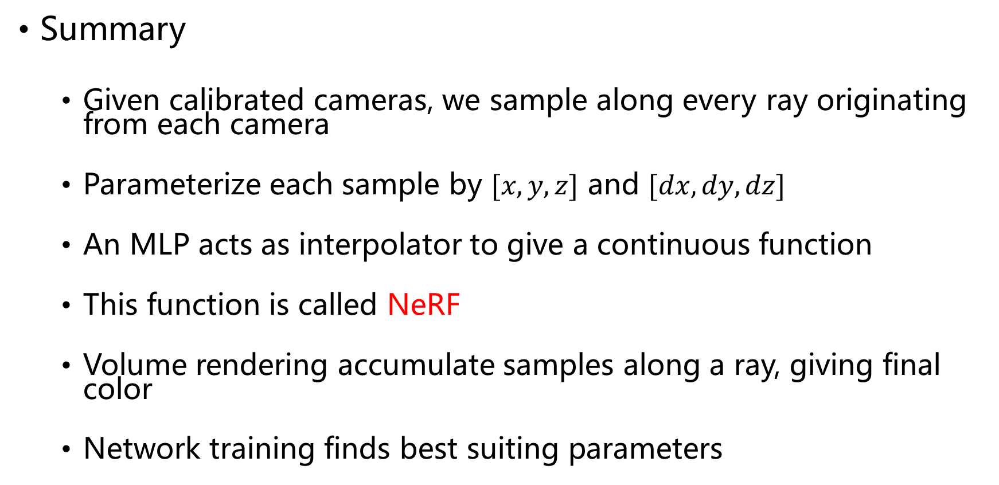 • Summary
• Given calibrated cameras, we sample along every ray originating
from each camera
• Parameterize each sample by [x, y, z] and [dx, dy, dz]
• An MLP acts as interpolator to give a continuous function
• This function is called NeRF
• Volume rendering accumulate samples along a ray, giving final
color
• Network training finds best suiting parameters